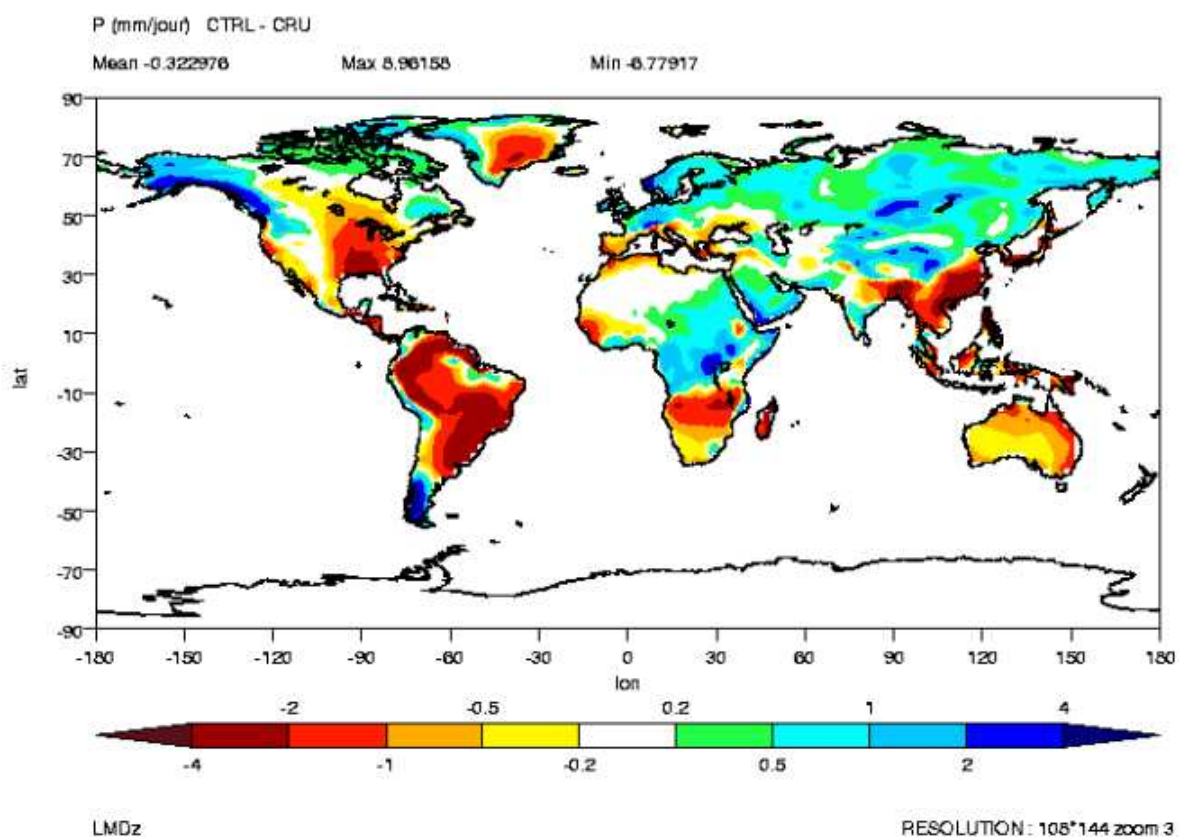 P (mm/jour) CTRL - CRU
Mean -0.322978 Max 8.96158 Min -6.77917
90
70
50
30
10
-10
-30
-50
-70
-90
lat
-180 -150 -120 -90 -60 -30 0 30 60 90 120 150 180
lon
-2 -0.5 0.2 1 4
-4 -1 -0.2 0.5 2
LMDz RESOLUTION : 108*144 zoom 3